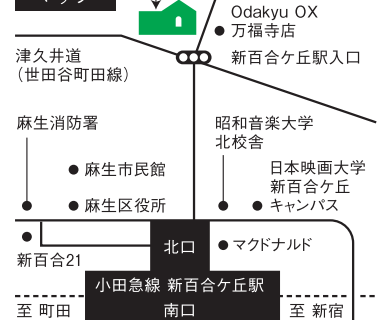 Odakyu OX
万福寺店
津久井道
(世田谷町田線)
新百合ケ丘駅入口
麻生消防署
昭和音楽大学
北校舎
麻生市民館
日本映画大学
新百合ケ丘
キャンパス
麻生区役所
北口
マクドナルド
新百合21
小田急線 新百合ケ丘駅
至 町田
南口
至 新宿